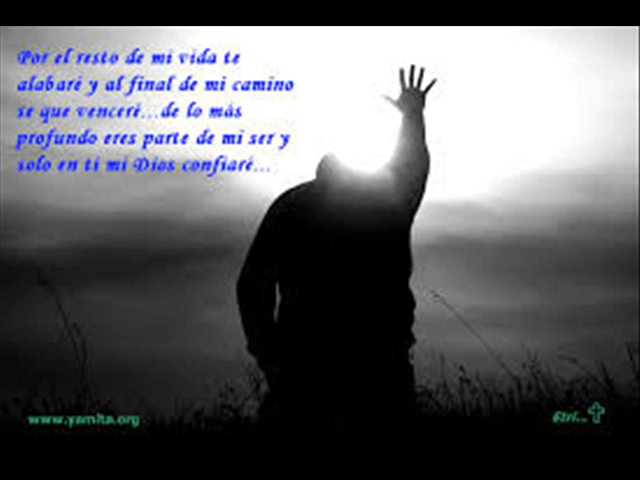 Por el resto de mi vida te
alabaré y al final de mi camino
se que venceré...de lo más
profundo eres parte de mi ser y
solo en ti mi Dios confiaré...
www.yamita.org